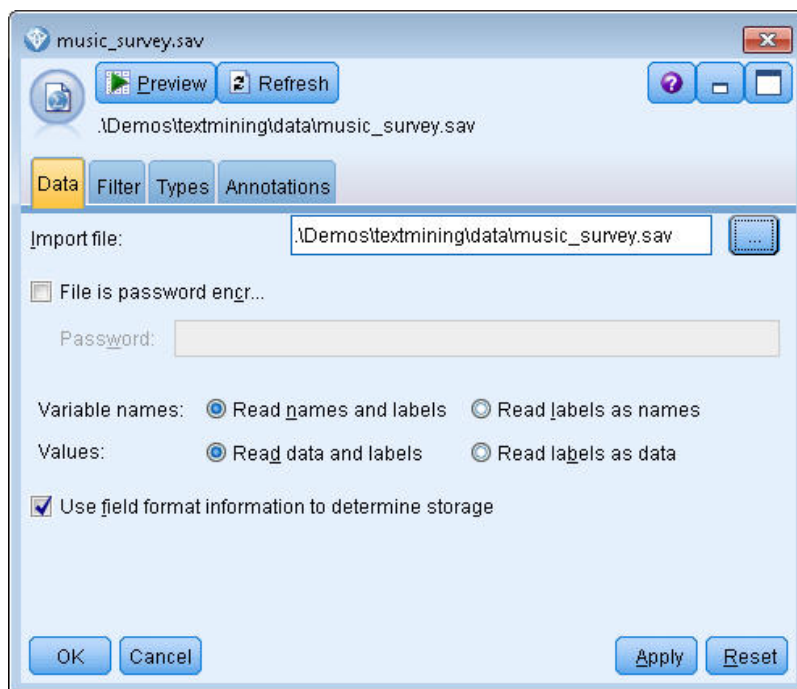 music_survey.sav
Preview Refresh
.\Demos\textmining\data\music_survey.sav
Data Filter Types Annotations
Import file: .\Demos\textmining\data\music_survey.sav ...
File is password encr...
Password:
Variable names: Read names and labels Read labels as names
Values: Read data and labels Read labels as data
Use field format information to determine storage
OK Cancel Apply Reset